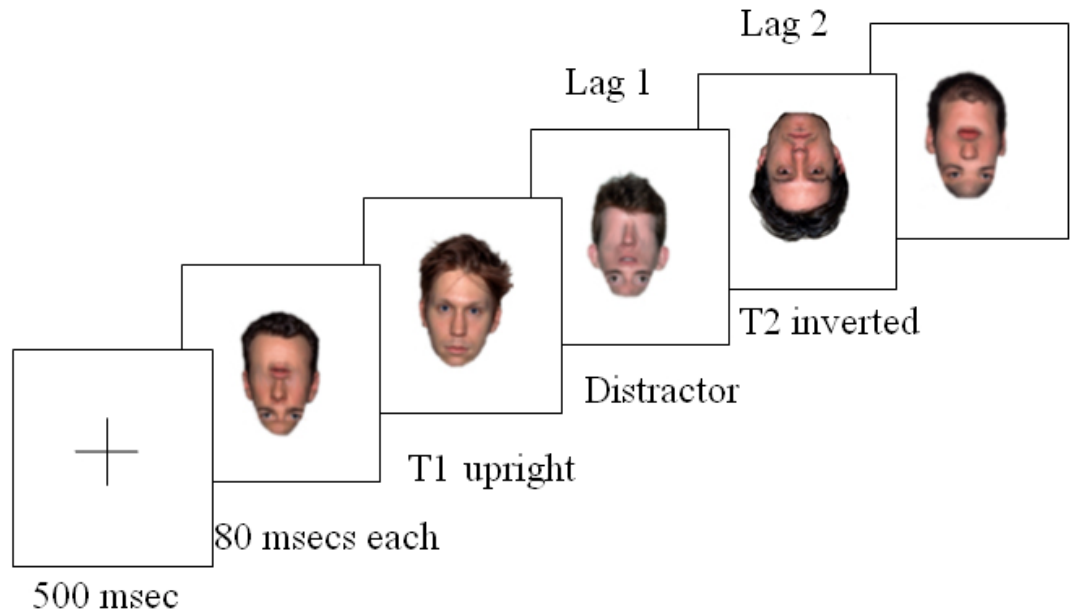 Lag 2
Lag 1
T2 inverted
Distractor
T1 upright
80 msecs each
500 msec